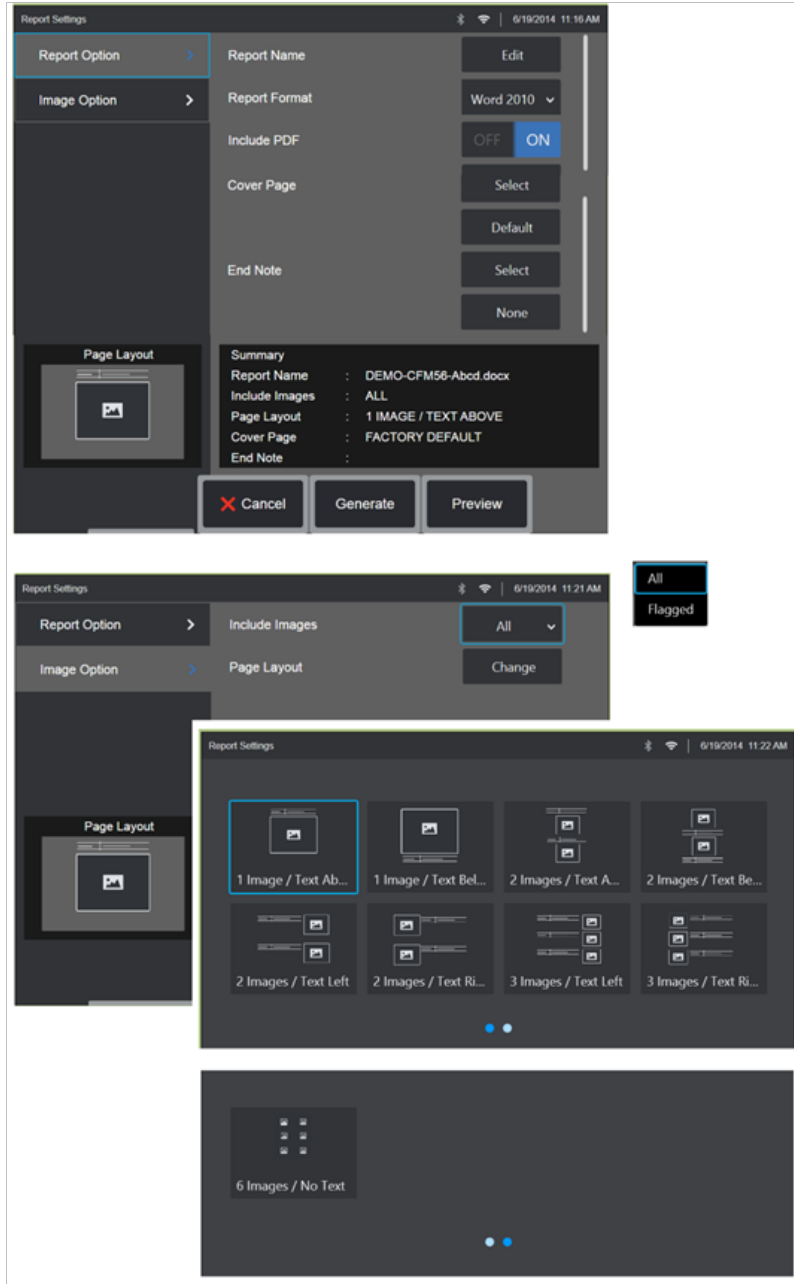 Report Settings 6/19/2014 11:16 AM
Report Option
Report Name
Edit
Image Option
Report Format
Word 2010
Include PDF
OFF ON
Cover Page
Select
Default
End Note
Select
None
Page Layout
Summary
Report Name : DEMO-CFM56-Abcd.docx
Include Images : ALL
Page Layout : 1 IMAGE / TEXT ABOVE
Cover Page : FACTORY DEFAULT
End Note :
Cancel
Generate
Preview
Report Settings 6/19/2014 11:21 AM
Report Option
Include Images
All
Image Option
Page Layout
Change
Page Layout
All
Flagged
Report Settings 6/19/2014 11:22 AM
1 Image / Text Ab...
1 Image / Text Bel...
2 Images / Text A...
2 Images / Text Be...
2 Images / Text Left
2 Images / Text Ri...
3 Images / Text Left
3 Images / Text Ri...
6 Images / No Text